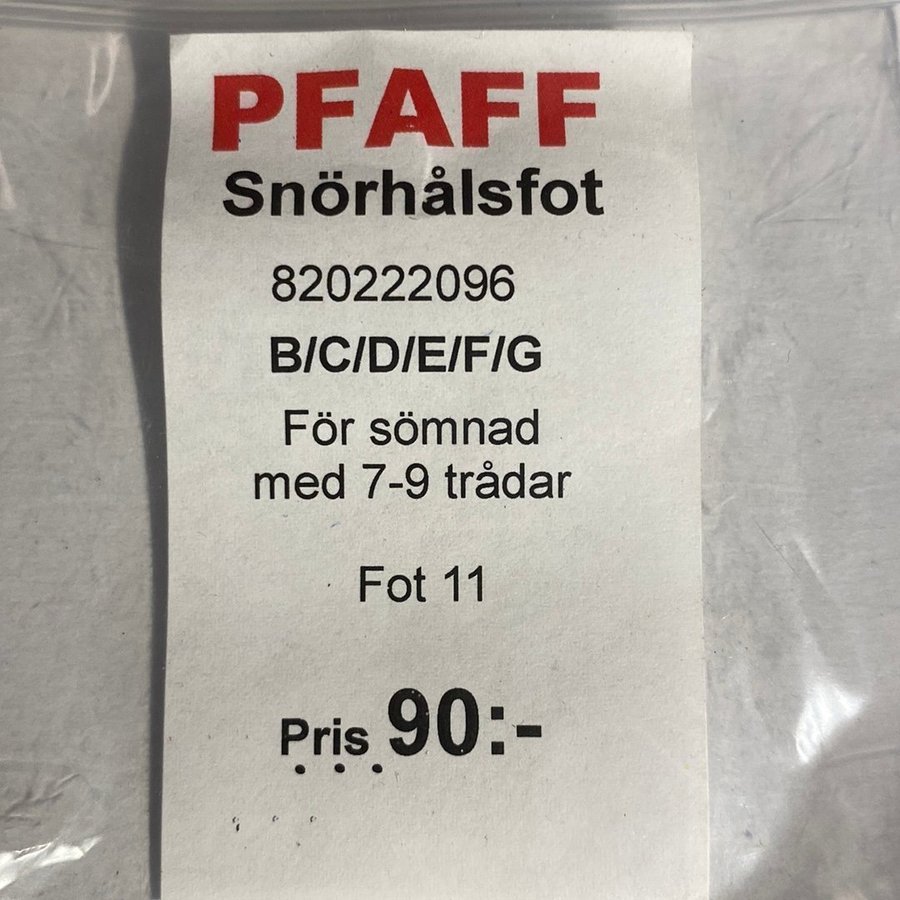 PFAFF
Snörhålsfot
820222096
B/C/D/E/F/G
För sömnad
med 7-9 trådar
Fot 11
Pris 90:-